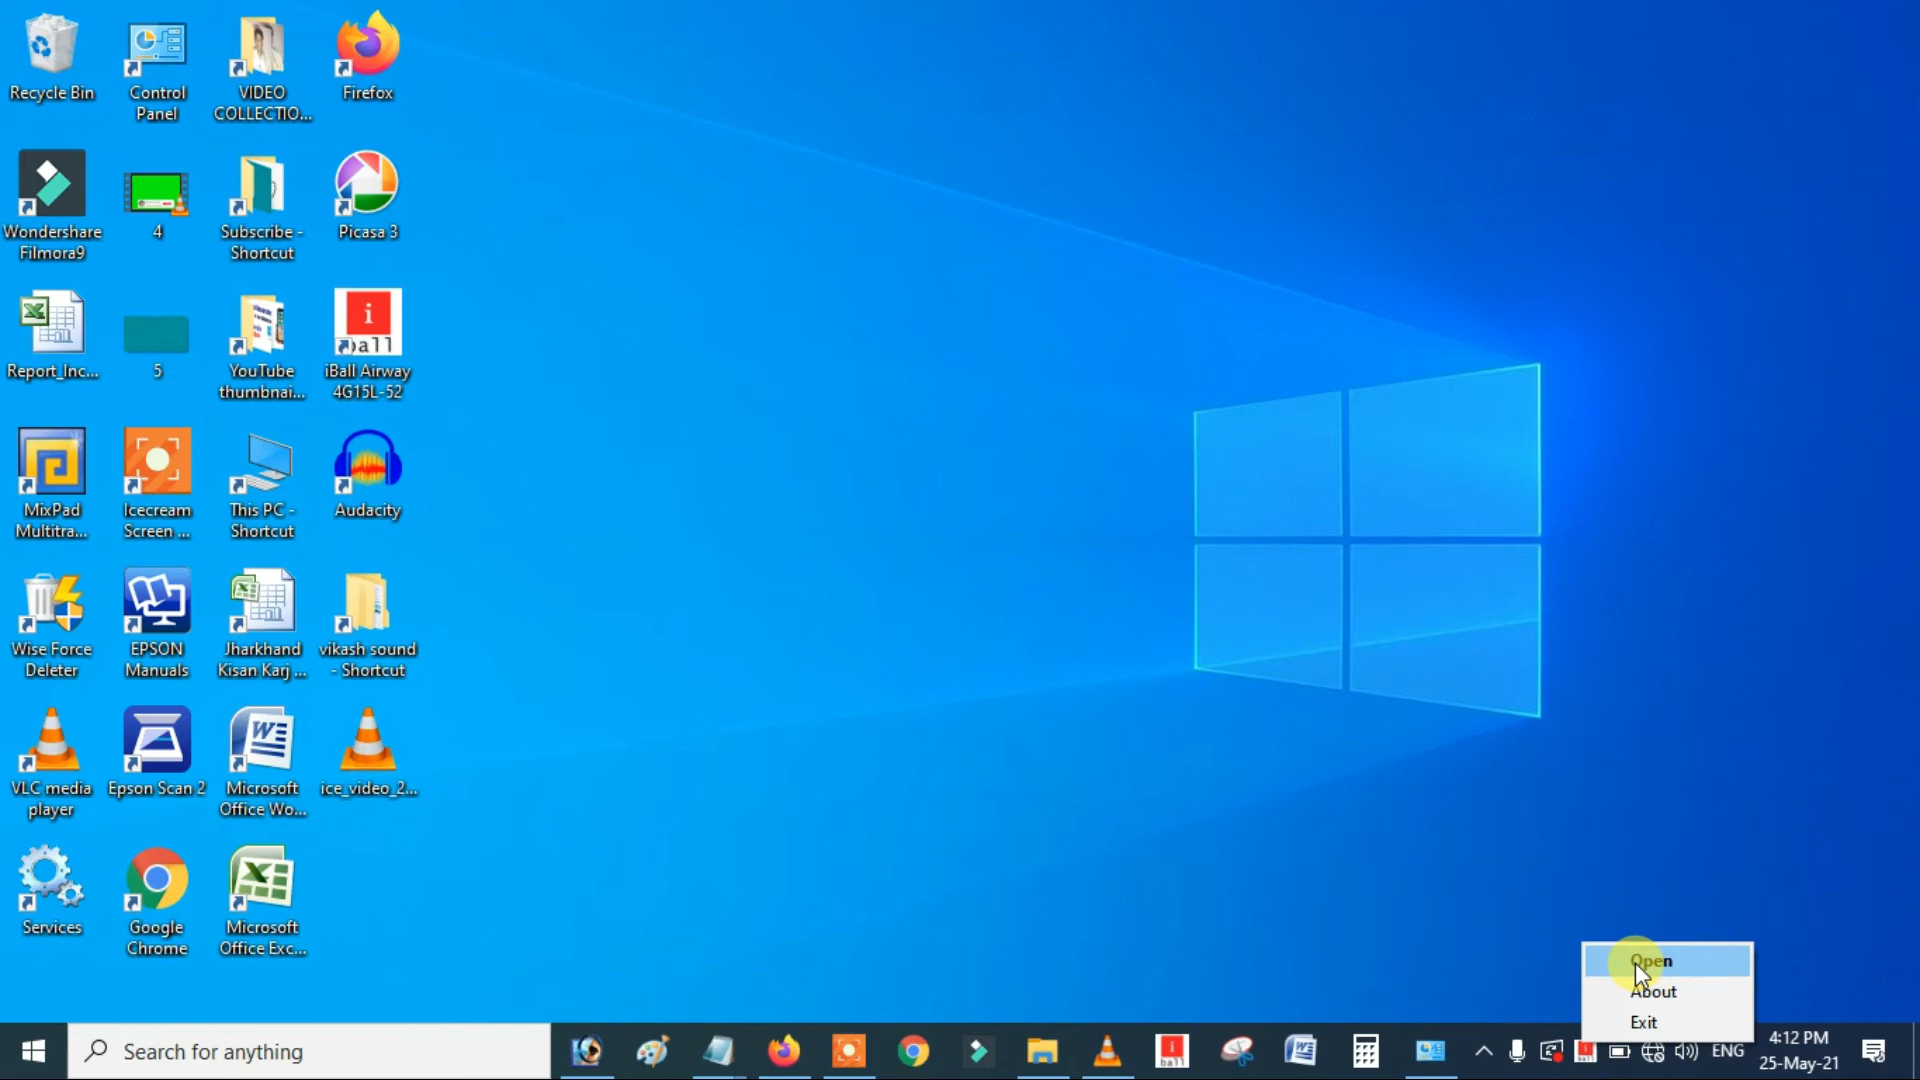 Recycle Bin
Control
Panel
VIDEO
COLLECTIO...
Firefox
Wondershare
Filmora9
4
Subscribe -
Shortcut
Picasa 3
Report_Inc...
5
YouTube
thumbnai...
i
ball
iBall Airway
4G15L-52
MixPad
Multitra...
Icecream
Screen ...
This PC -
Shortcut
Audacity
Wise Force
Deleter
EPSON
Manuals
Jharkhand
Kisan Karj ...
vikash sound
- Shortcut
VLC media
player
Epson Scan 2
Microsoft
Office Wo...
ice_video_2...
Services
Google
Chrome
Microsoft
Office Exc...
Open
About
Exit
Search for anything
i
ball
ENG
4:12 PM
25-May-21